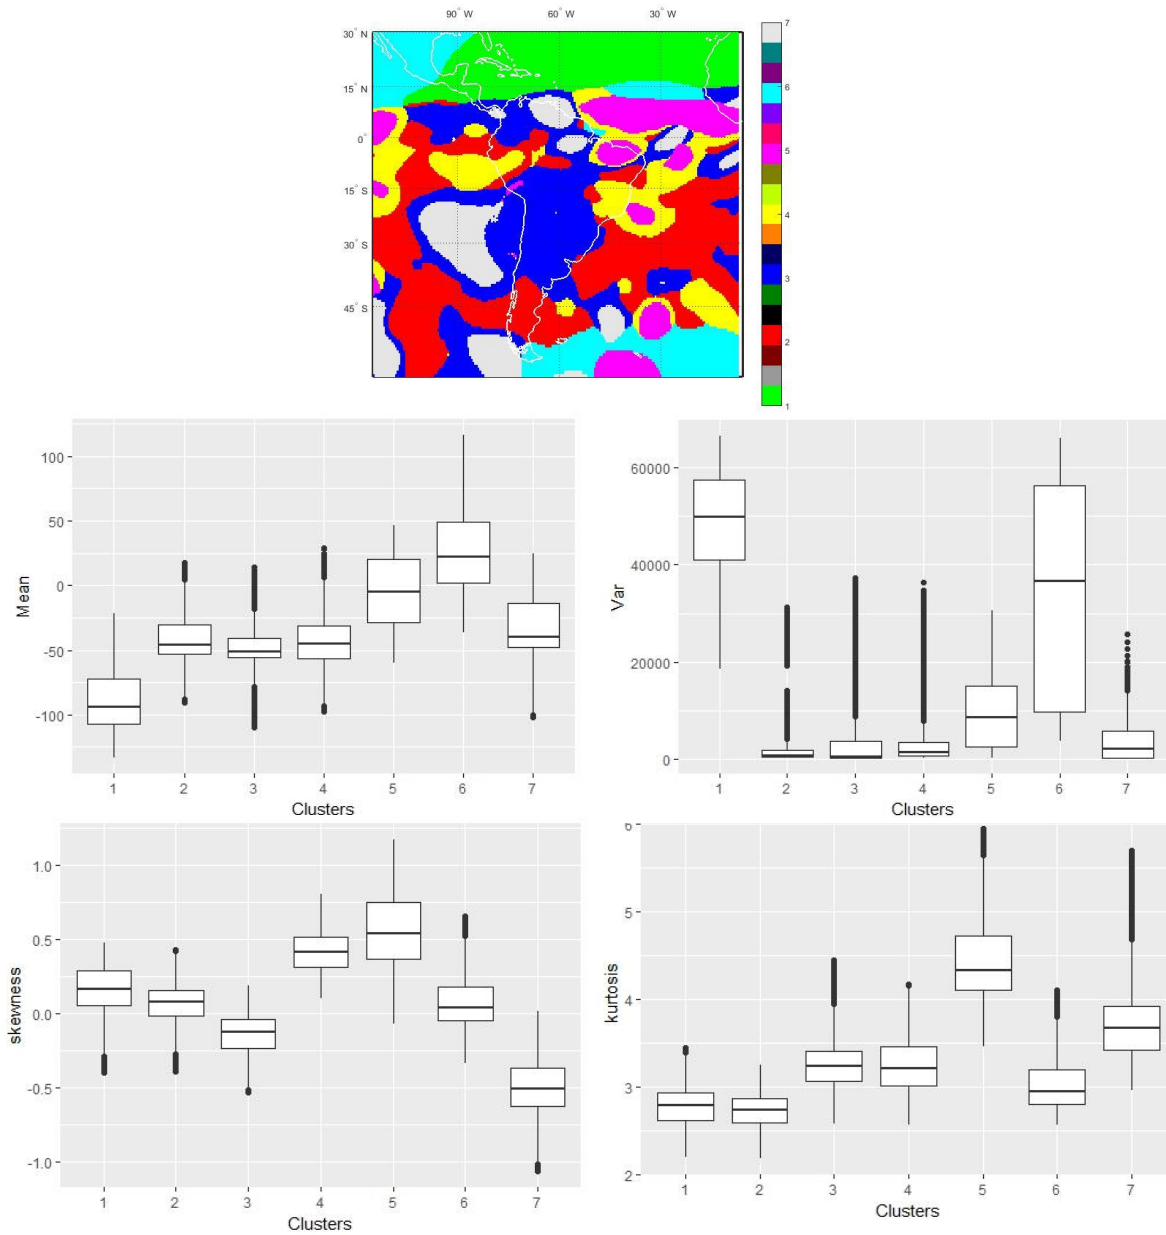 90° W 60° W 30° W
30° N
15° N
0°
15° S
30° S
45° S
7
6
5
4
3
2
1
100
50
0
-50
-100
Mean
1 2 3 4 5 6 7
Clusters
60000
40000
20000
0
Var
1 2 3 4 5 6 7
Clusters
1.0
0.5
0.0
-0.5
-1.0
skewness
1 2 3 4 5 6 7
Clusters
6
5
4
3
2
kurtosis
1 2 3 4 5 6 7
Clusters